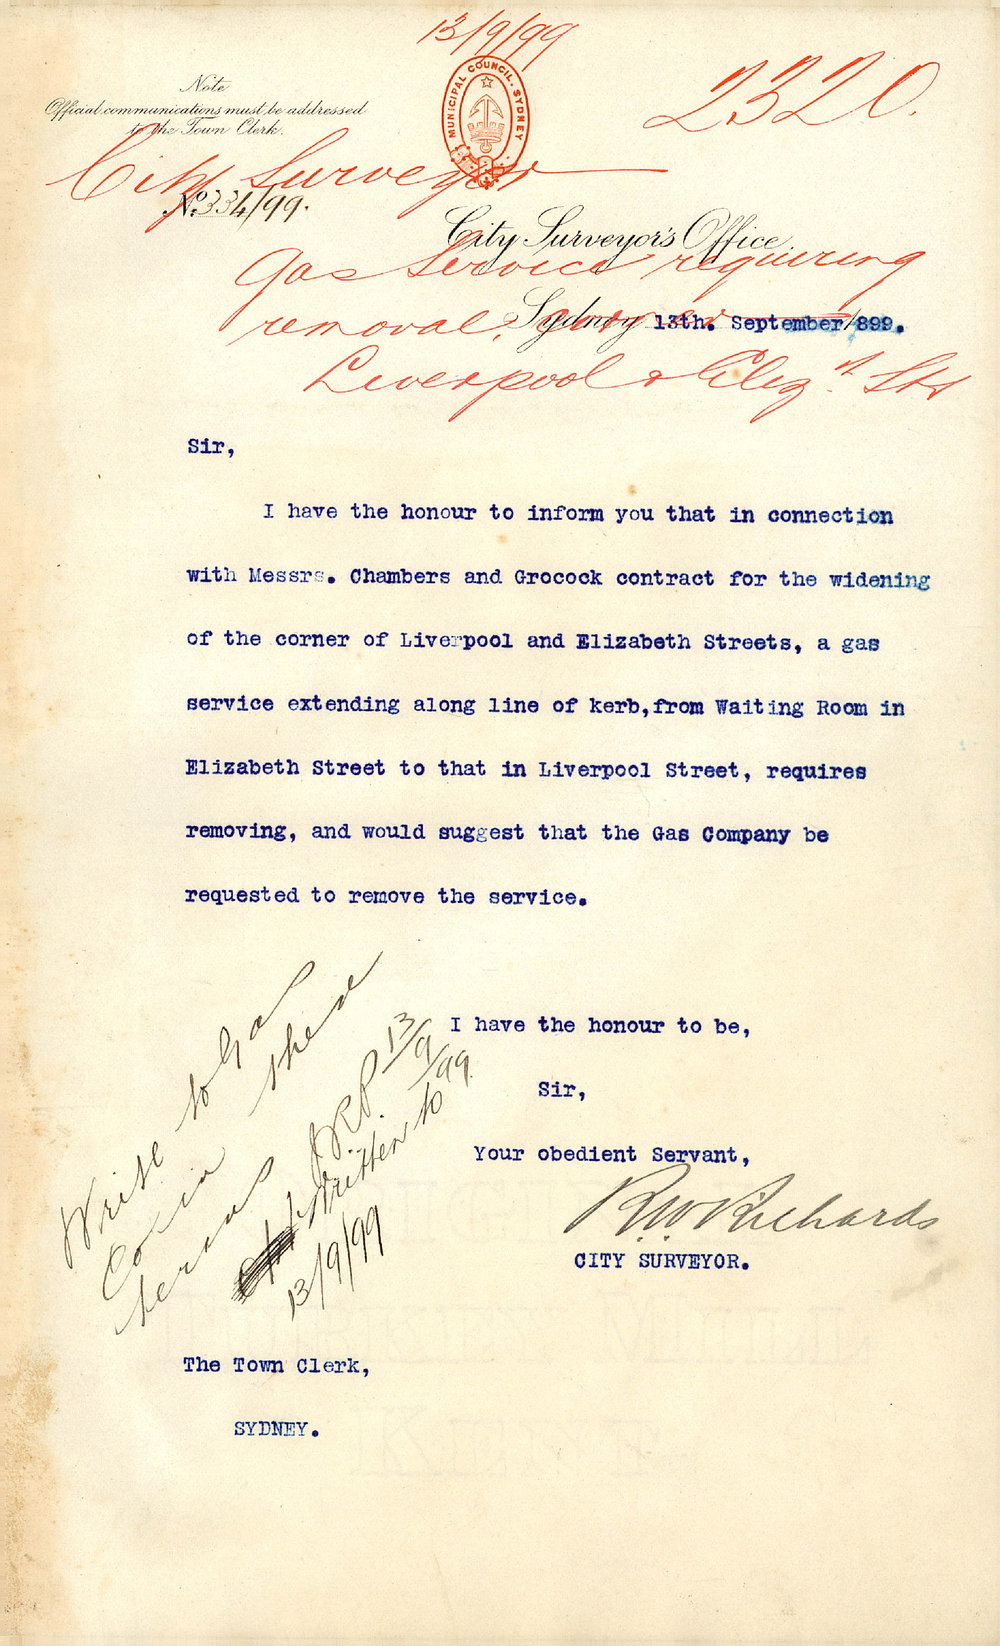 13/9/99
2320.
MUNICIPAL COUNCIL. SYDNEY
Note
Official communications must be addressed
to the Town Clerk.
City Surveyor
No. 334/99.
City Surveyor's Office
Gas Service requiring
removal, corner
Sydney 13th. September 1899.
Liverpool & Elizth Sts
Sir,
I have the honour to inform you that in connection
with Messrs. Chambers and Grocock contract for the widening
of the corner of Liverpool and Elizabeth Streets, a gas
service extending along line of kerb,from Waiting Room in
Elizabeth Street to that in Liverpool Street, requires
removing, and would suggest that the Gas Company be
requested to remove the service.
I have the honour to be,
Sir,
Your obedient Servant,
R.W. Richards
CITY SURVEYOR.
Write to Gas
Co in these
terms
13/9/99
Written to
13/9/99
The Town Clerk,
SYDNEY.